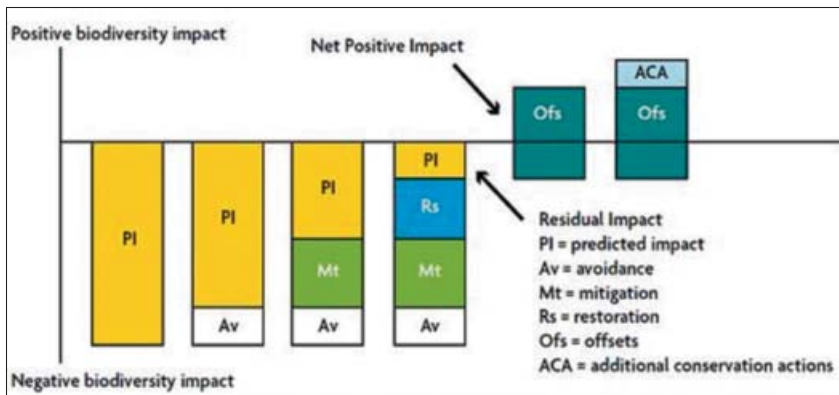 Positive biodiversity impact
Net Positive Impact
ACA
Ofs
Ofs
PI
PI
PI
PI
Rs
Mt
Mt
Av
Av
Av
Residual Impact
PI = predicted impact
Av = avoidance
Mt = mitigation
Rs = restoration
Ofs = offsets
ACA = additional conservation actions
Negative biodiversity impact